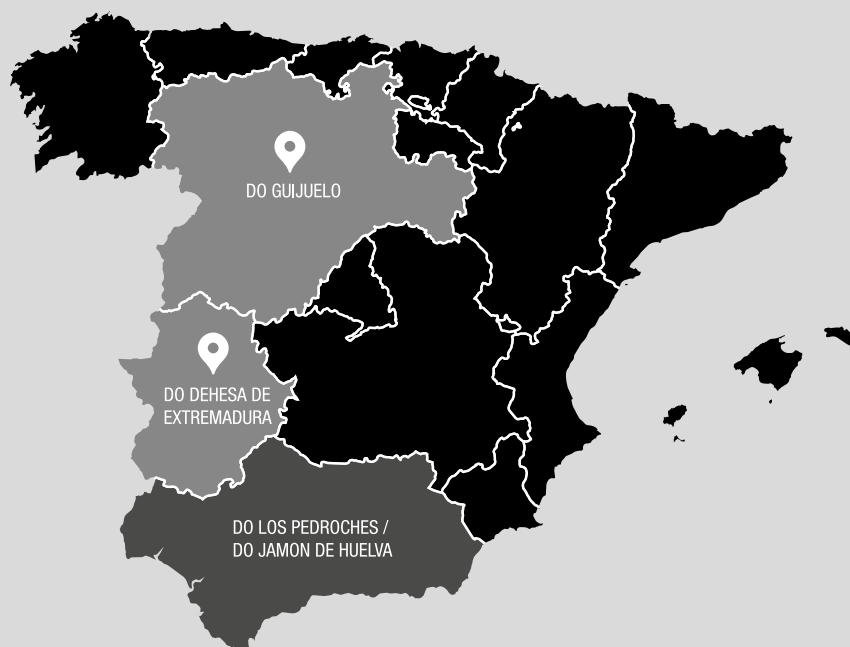 DO GUIJUELO
DO DEHESA DE
EXTREMADURA
DO LOS PEDROCHES /
DO JAMON DE HUELVA